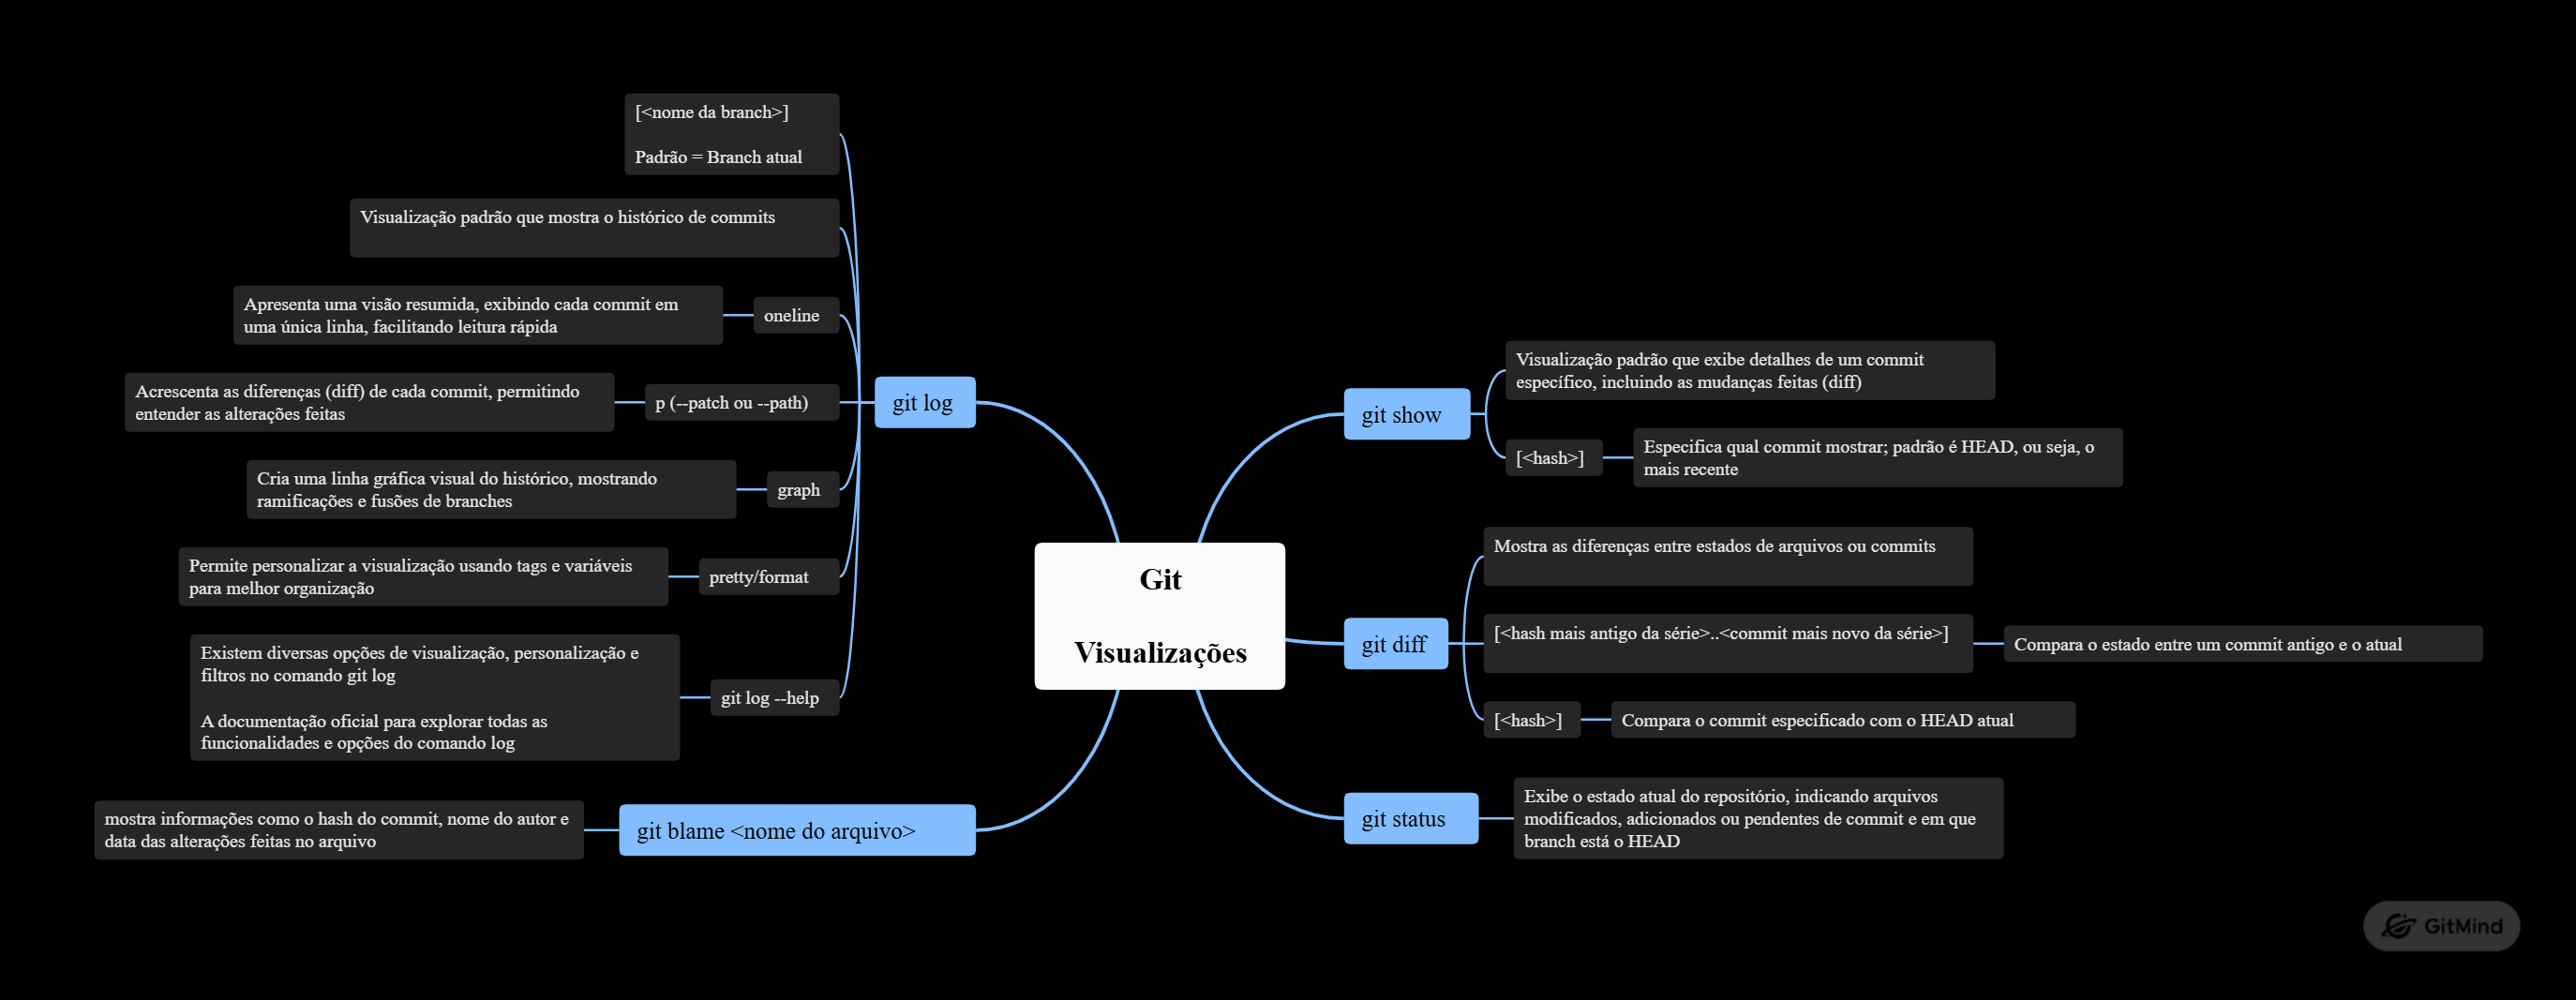 [<nome da branch>]
Padrão = Branch atual
Visualização padrão que mostra o histórico de commits
Apresenta uma visão resumida, exibindo cada commit em
uma única linha, facilitando leitura rápida
oneline
Acrescenta as diferenças (diff) de cada commit, permitindo
entender as alterações feitas
p (--patch ou --path)
git log
Cria uma linha gráfica visual do histórico, mostrando
ramificações e fusões de branches
graph
Permite personalizar a visualização usando tags e variáveis
para melhor organização
pretty/format
Existem diversas opções de visualização, personalização e
filtros no comando git log
A documentação oficial para explorar todas as
funcionalidades e opções do comando log
git log --help
mostra informações como o hash do commit, nome do autor e
data das alterações feitas no arquivo
git blame <nome do arquivo>
Git
Visualizações
git show
Visualização padrão que exibe detalhes de um commit
específico, incluindo as mudanças feitas (diff)
[<hash>]
Especifica qual commit mostrar; padrão é HEAD, ou seja, o
mais recente
git diff
Mostra as diferenças entre estados de arquivos ou commits
[<hash mais antigo da série>..<commit mais novo da série>]
Compara o estado entre um commit antigo e o atual
[<hash>]
Compara o commit especificado com o HEAD atual
git status
Exibe o estado atual do repositório, indicando arquivos
modificados, adicionados ou pendentes de commit e em que
branch está o HEAD
GitMind